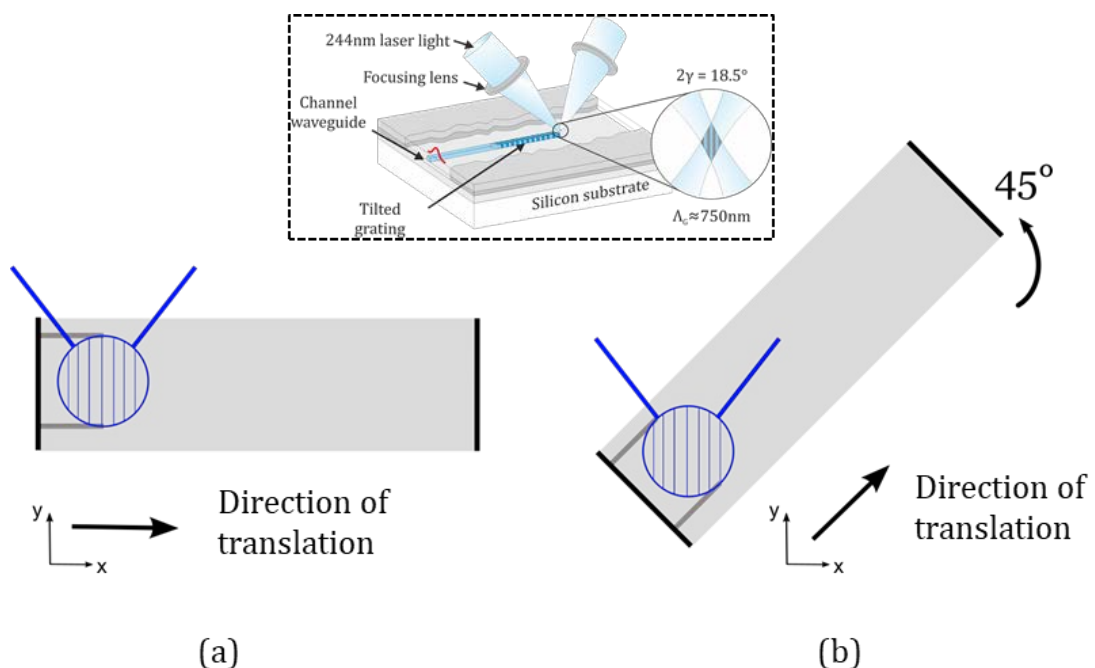 244nm laser light
Focusing lens
Channel
waveguide
2γ = 18.5°
Silicon substrate
Tilted
grating
Λ_G≈750nm
45°
Direction of
translation
y
x
(a)
Direction of
translation
y
x
(b)